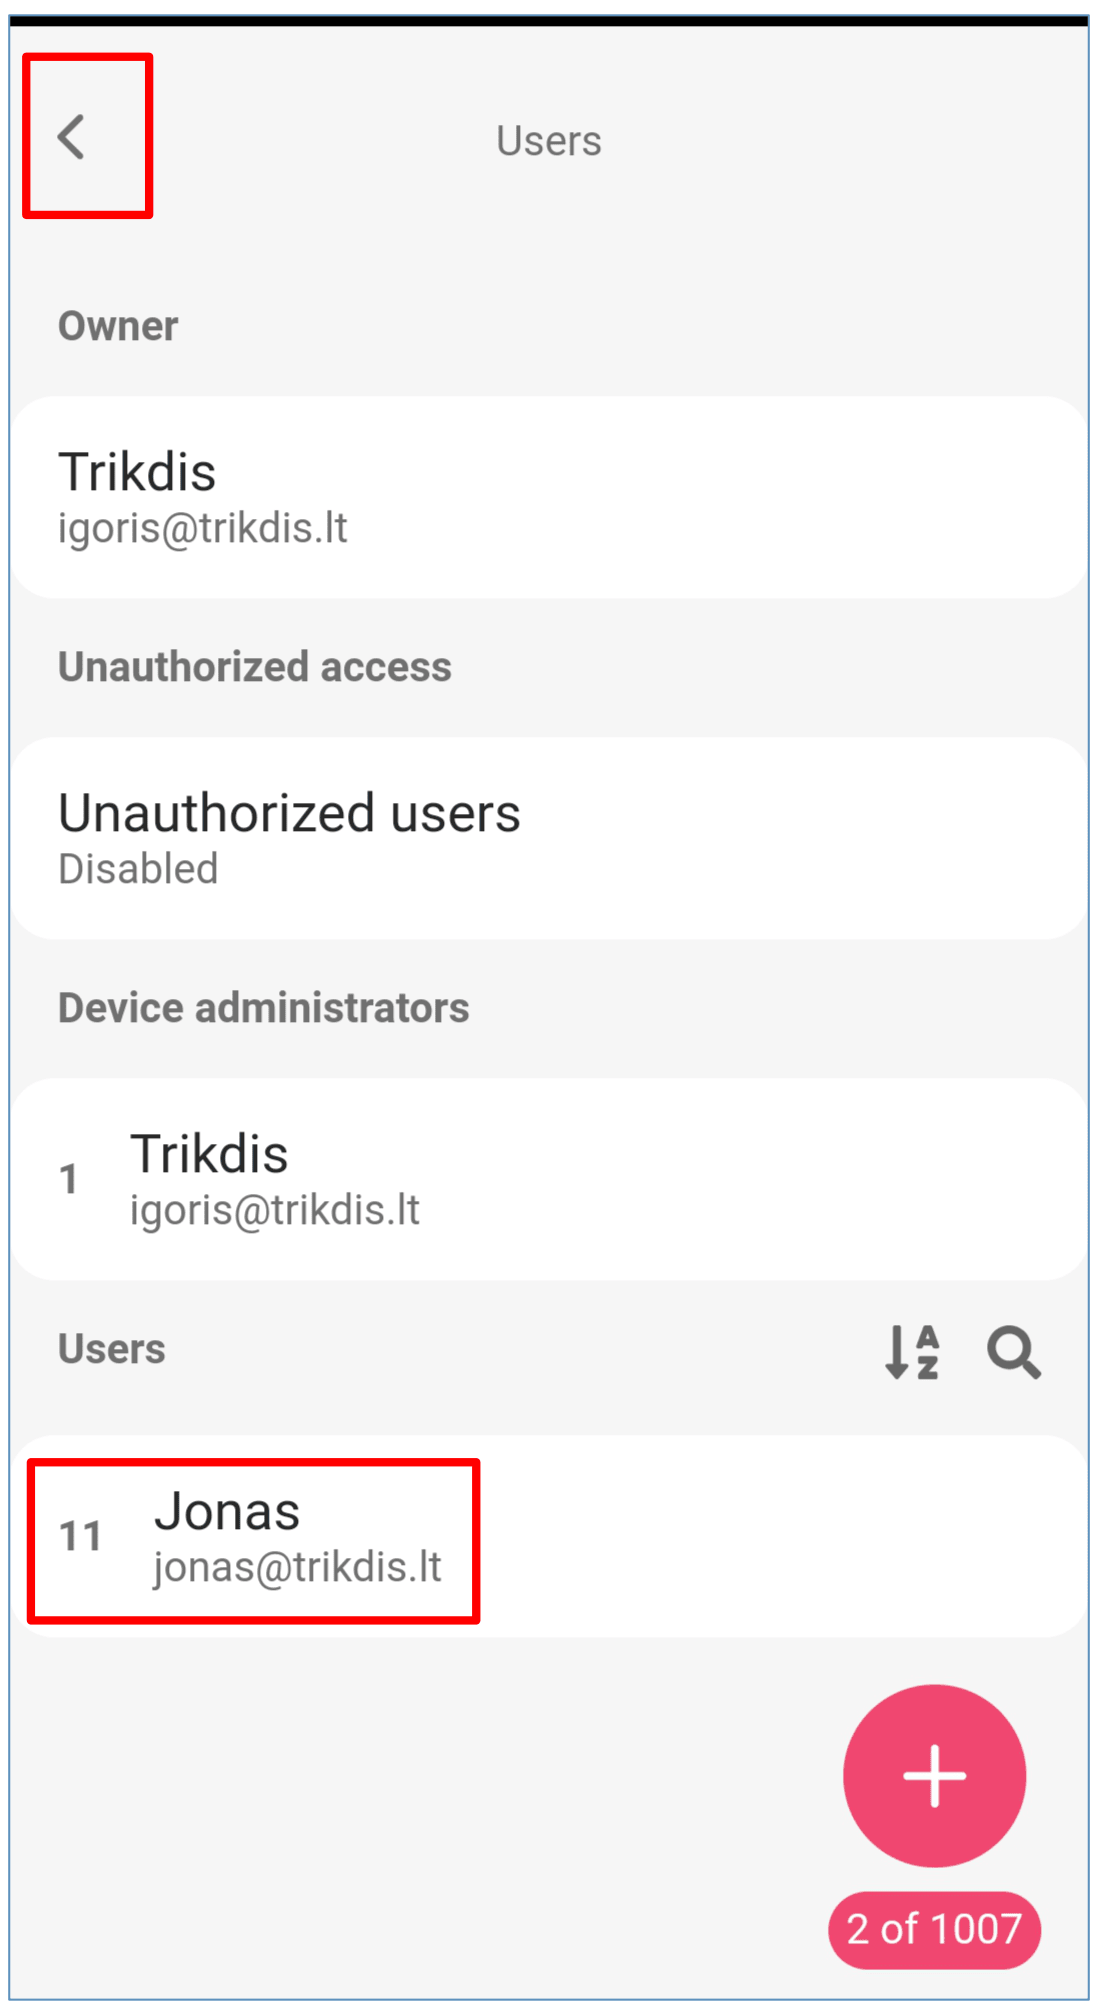 Users
Owner
Trikdis
igoris@trikdis.lt
Unauthorized access
Unauthorized users
Disabled
Device administrators
1
Trikdis
igoris@trikdis.lt
Users
A
Z
11
Jonas
jonas@trikdis.lt
2 of 1007